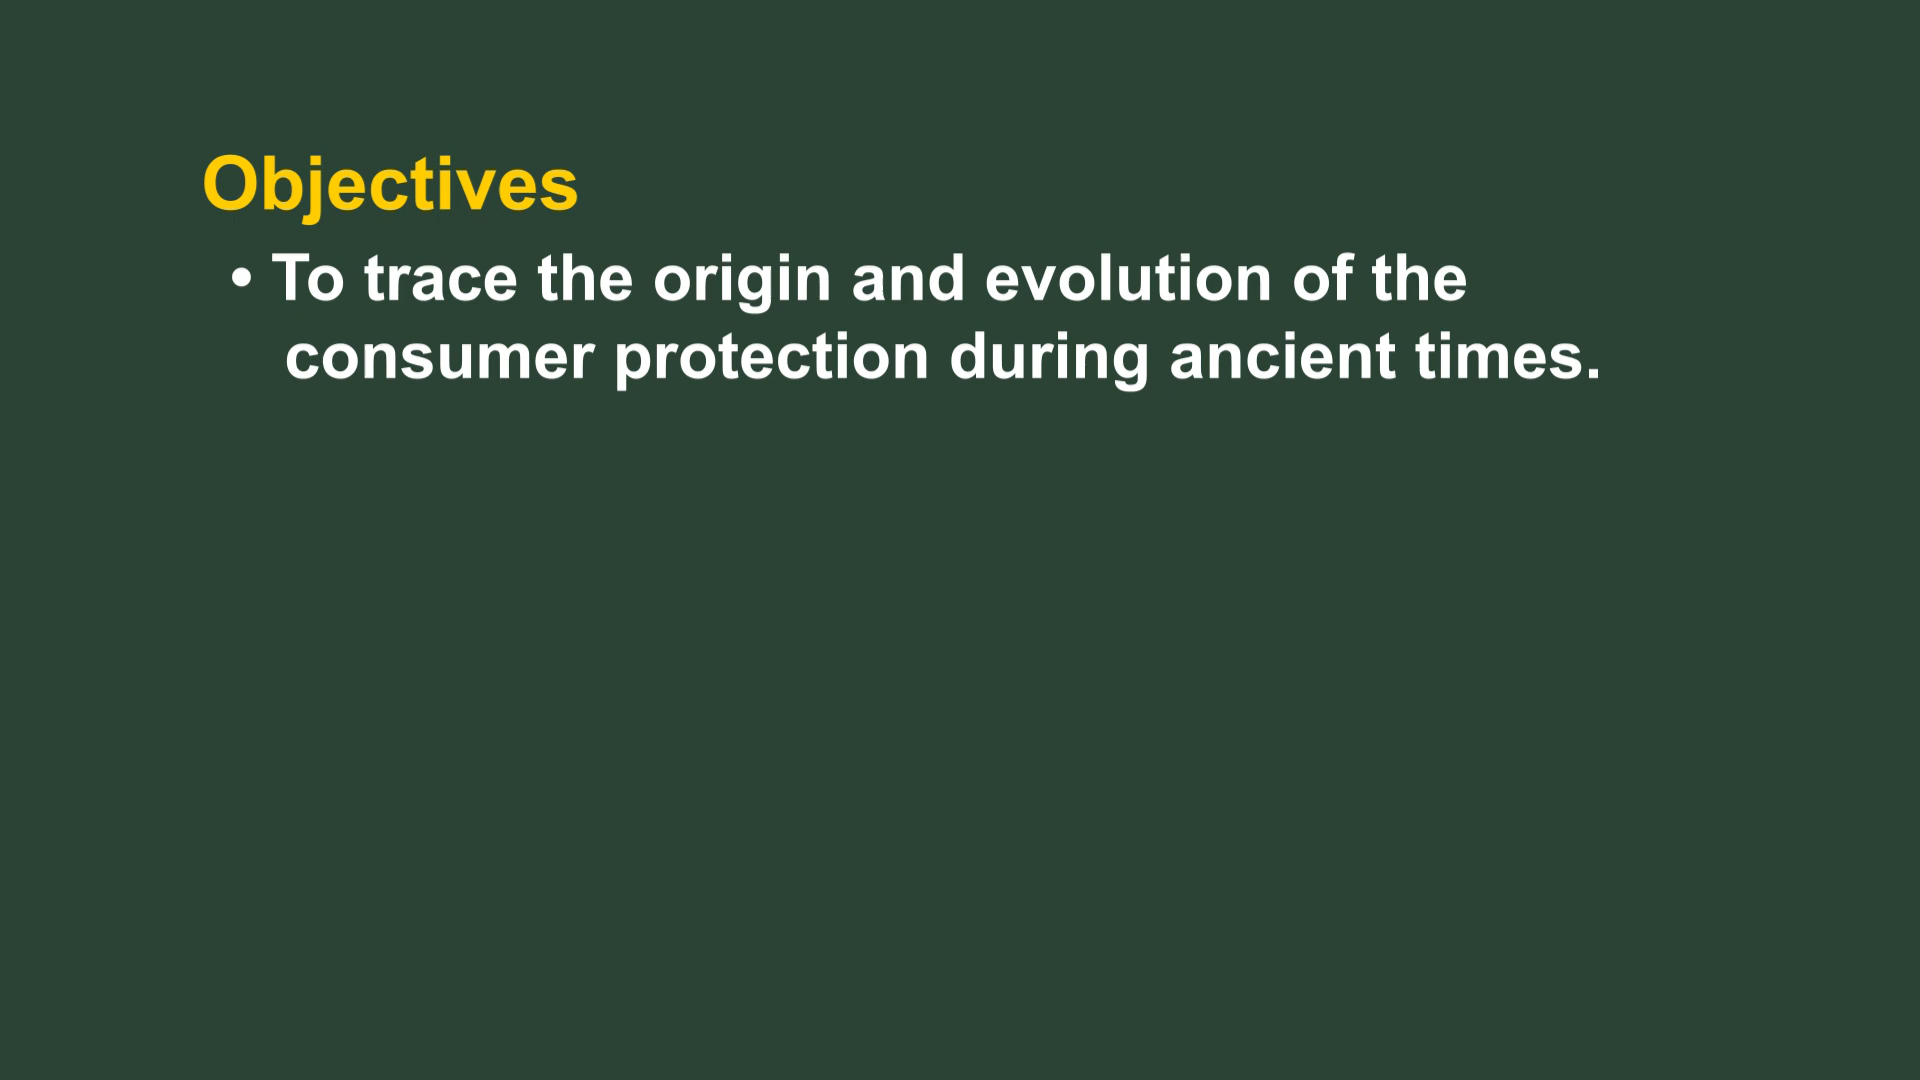 Objectives
• To trace the origin and evolution of the
consumer protection during ancient times.